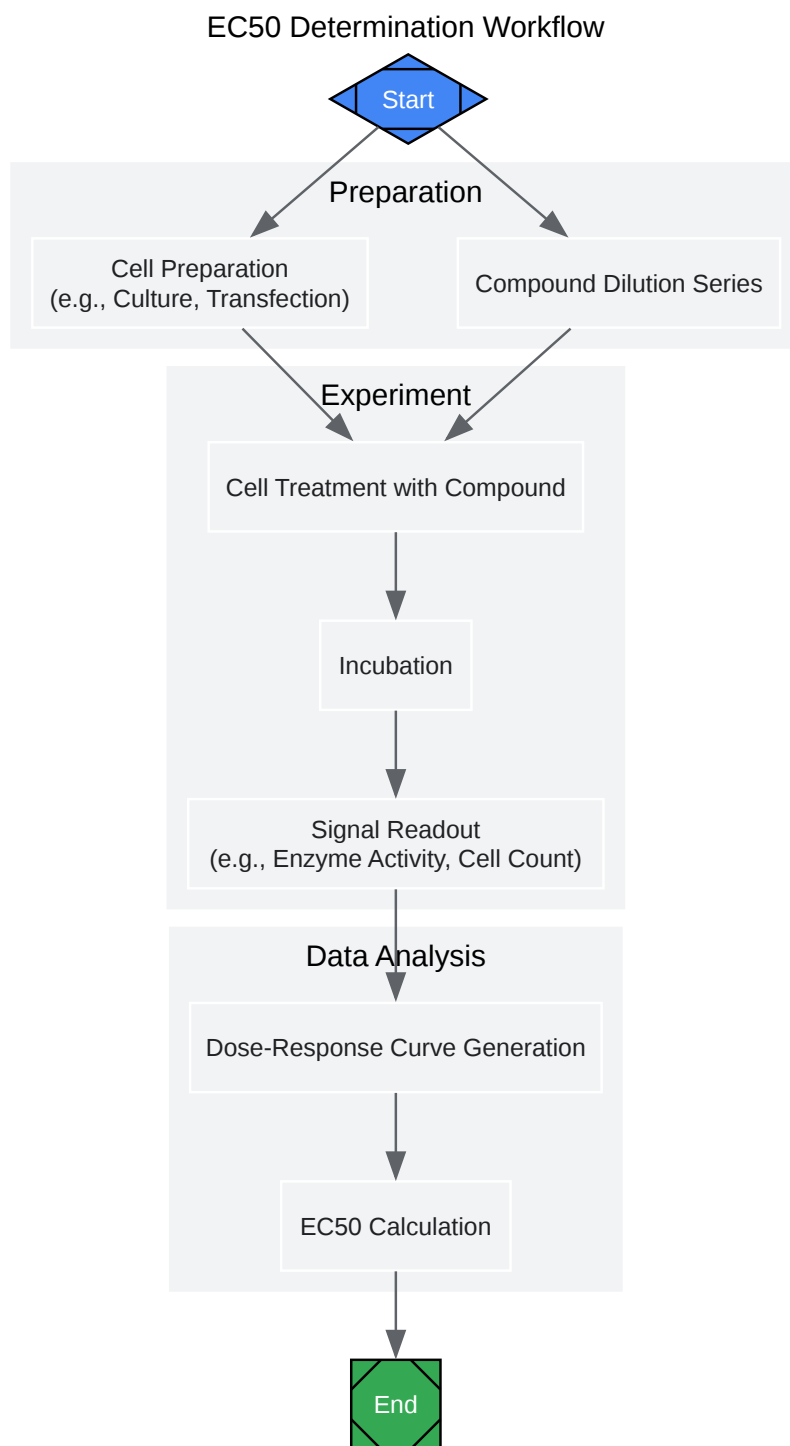 EC50 Determination Workflow
Start
Preparation
Cell Preparation
(e.g., Culture, Transfection)
Compound Dilution Series
Experiment
Cell Treatment with Compound
Incubation
Signal Readout
(e.g., Enzyme Activity, Cell Count)
Data Analysis
Dose-Response Curve Generation
EC50 Calculation
End